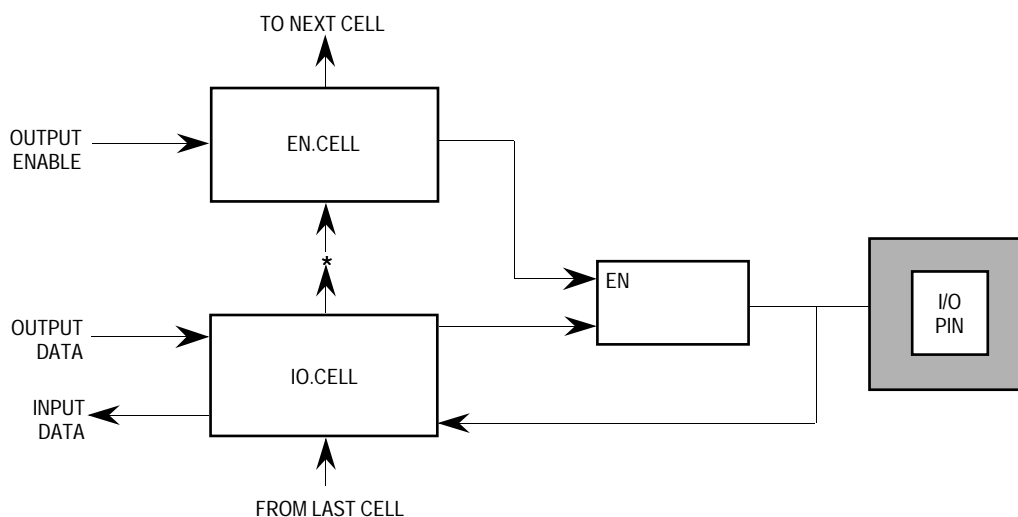 TO NEXT CELL
OUTPUT
ENABLE
EN.CELL
*
EN
I/O
PIN
OUTPUT
DATA
IO.CELL
INPUT
DATA
FROM LAST CELL